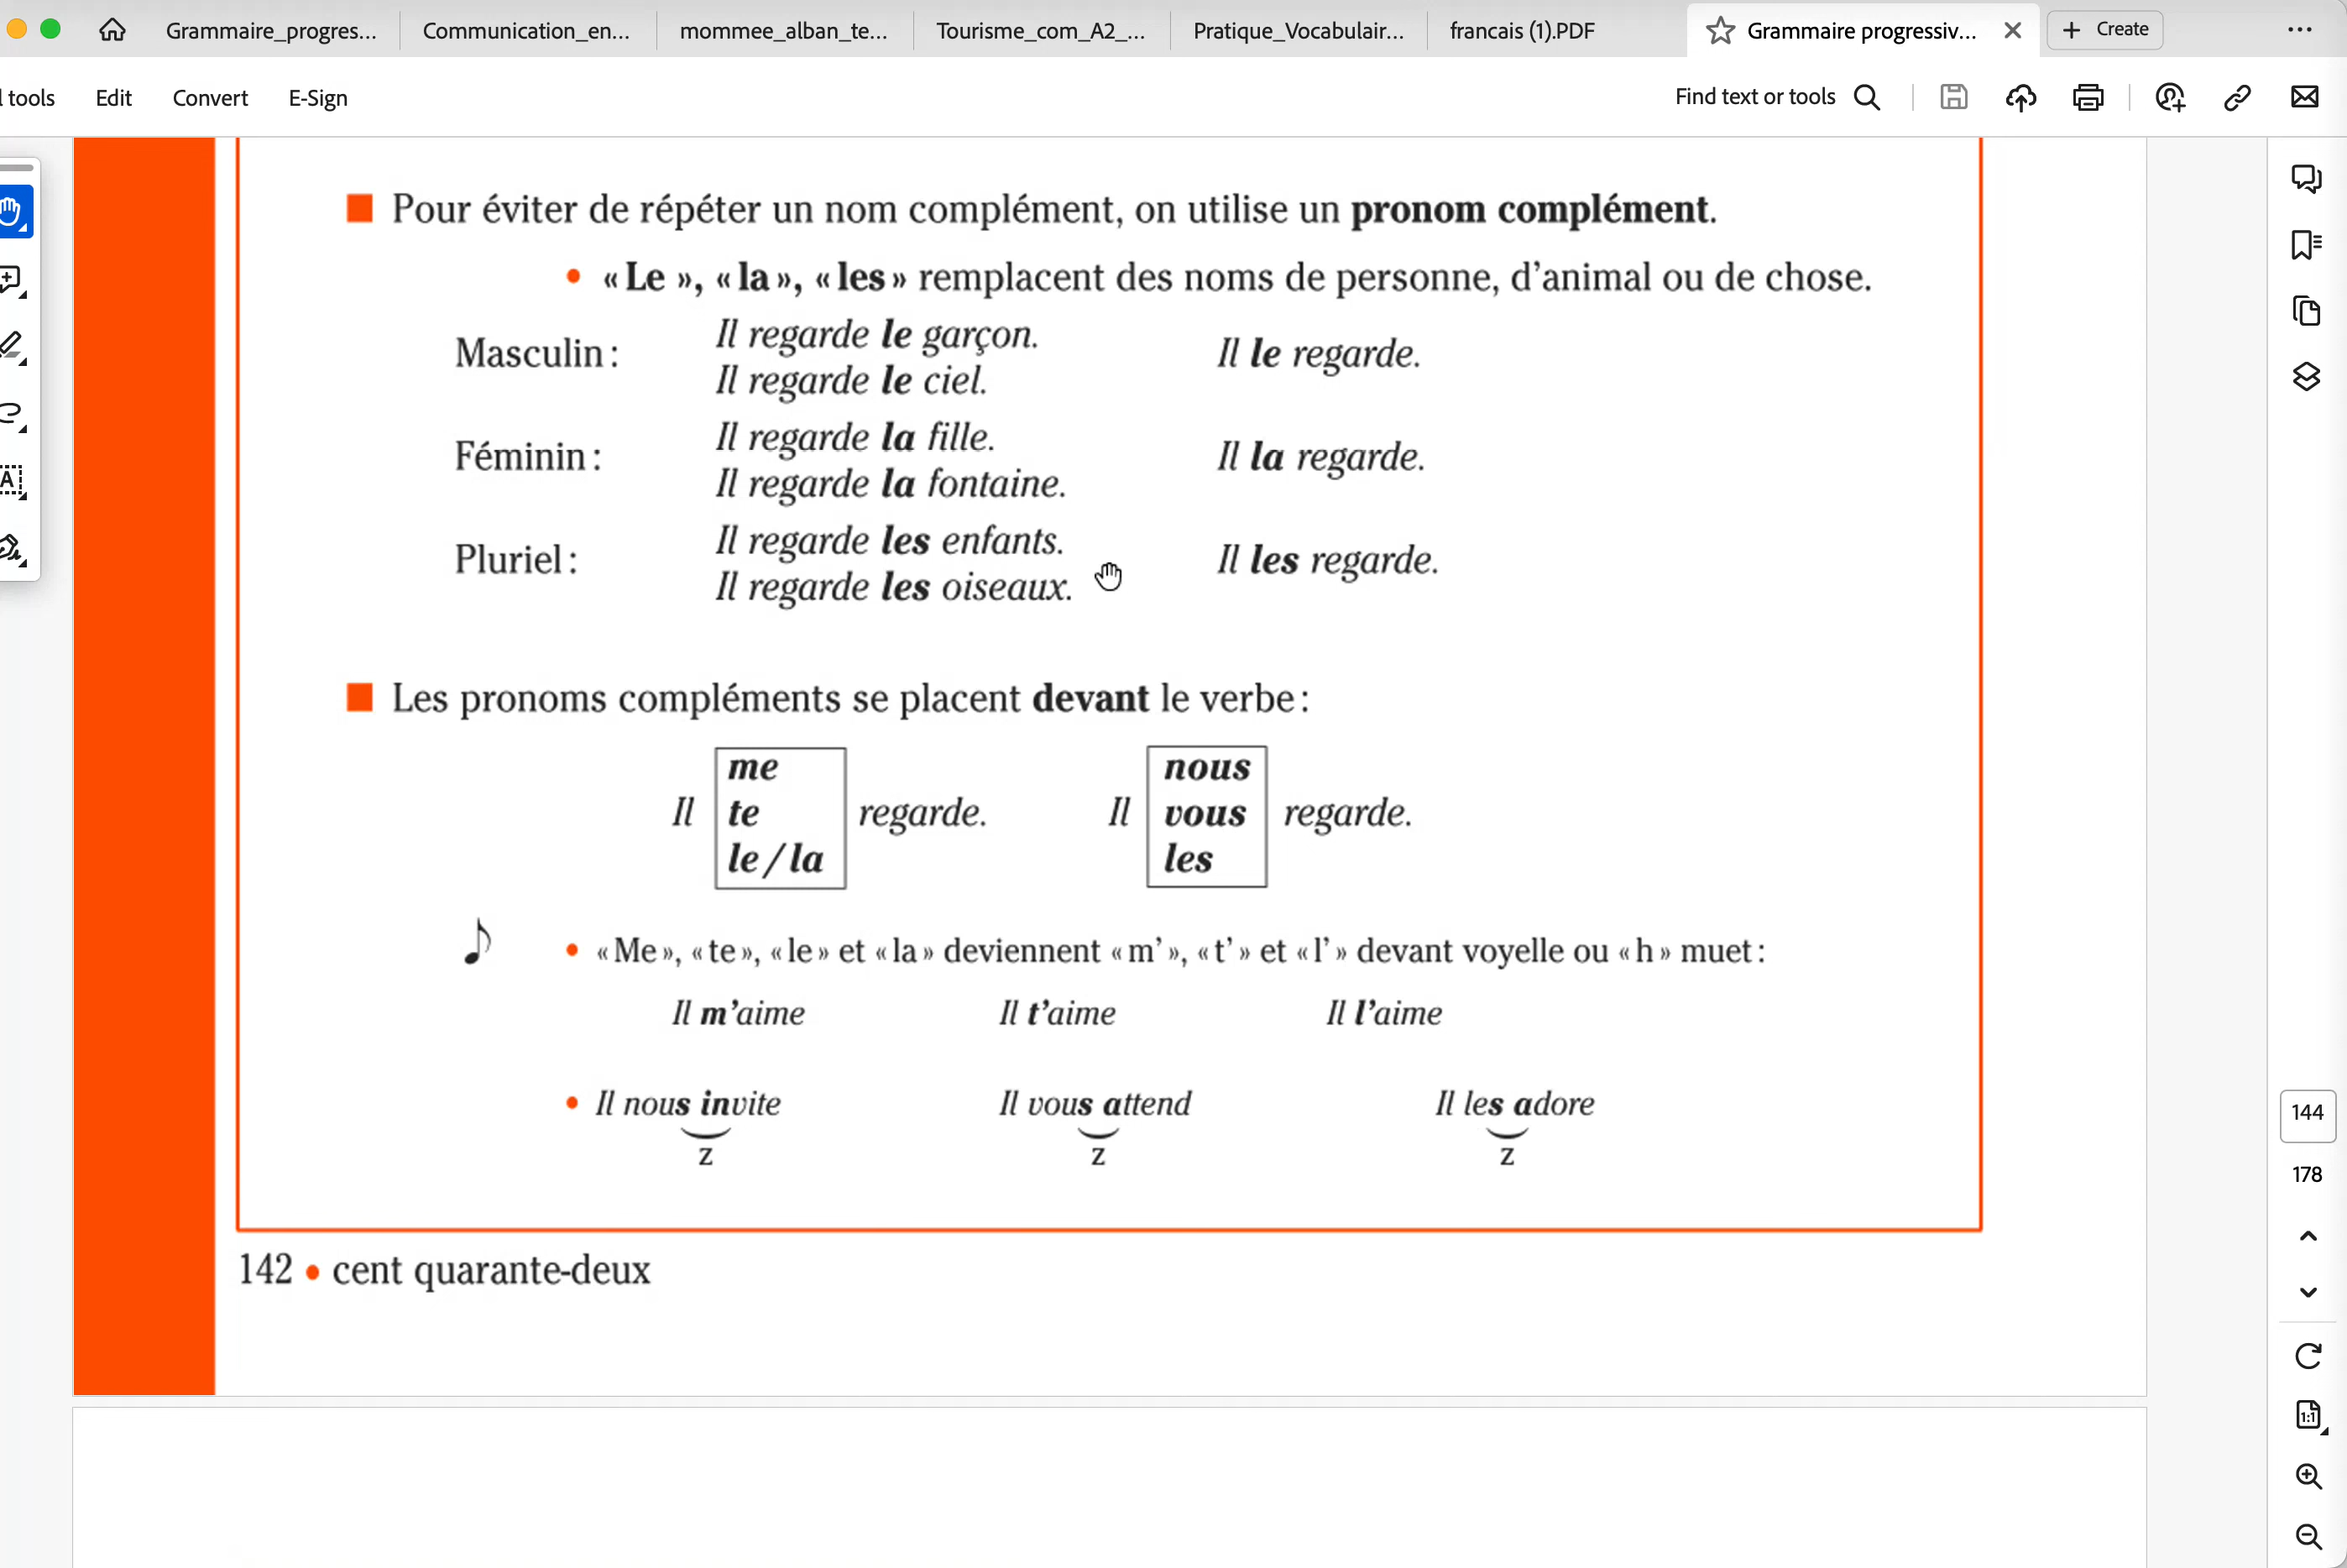 Grammaire_progres...
Communication_en...
mommee_alban_te...
Tourisme_com_A2_...
Pratique_Vocabulair...
francais (1).PDF
Grammaire progressiv...
Create
l tools
Edit
Convert
E-Sign
Find text or tools
Pour éviter de répéter un nom complément, on utilise un pronom complément.
• « Le », « la », « les » remplacent des noms de personne, d'animal ou de chose.
Masculin :
Il regarde le garçon.
Il regarde le ciel.
Il le regarde.
Féminin :
Il regarde la fille.
Il regarde la fontaine.
Il la regarde.
Pluriel :
Il regarde les enfants.
Il regarde les oiseaux.
Il les regarde.
Les pronoms compléments se placent devant le verbe :
Il
me
te
le / la
regarde.
Il
nous
vous
les
regarde.
• « Me », « te », « le » et « la » deviennent « m' », « t' » et « l' » devant voyelle ou « h » muet :
Il m'aime
Il t'aime
Il l'aime
• Il nous invite
Il vous attend
Il les adore
z
z
z
142 • cent quarante-deux
144
178
1:1